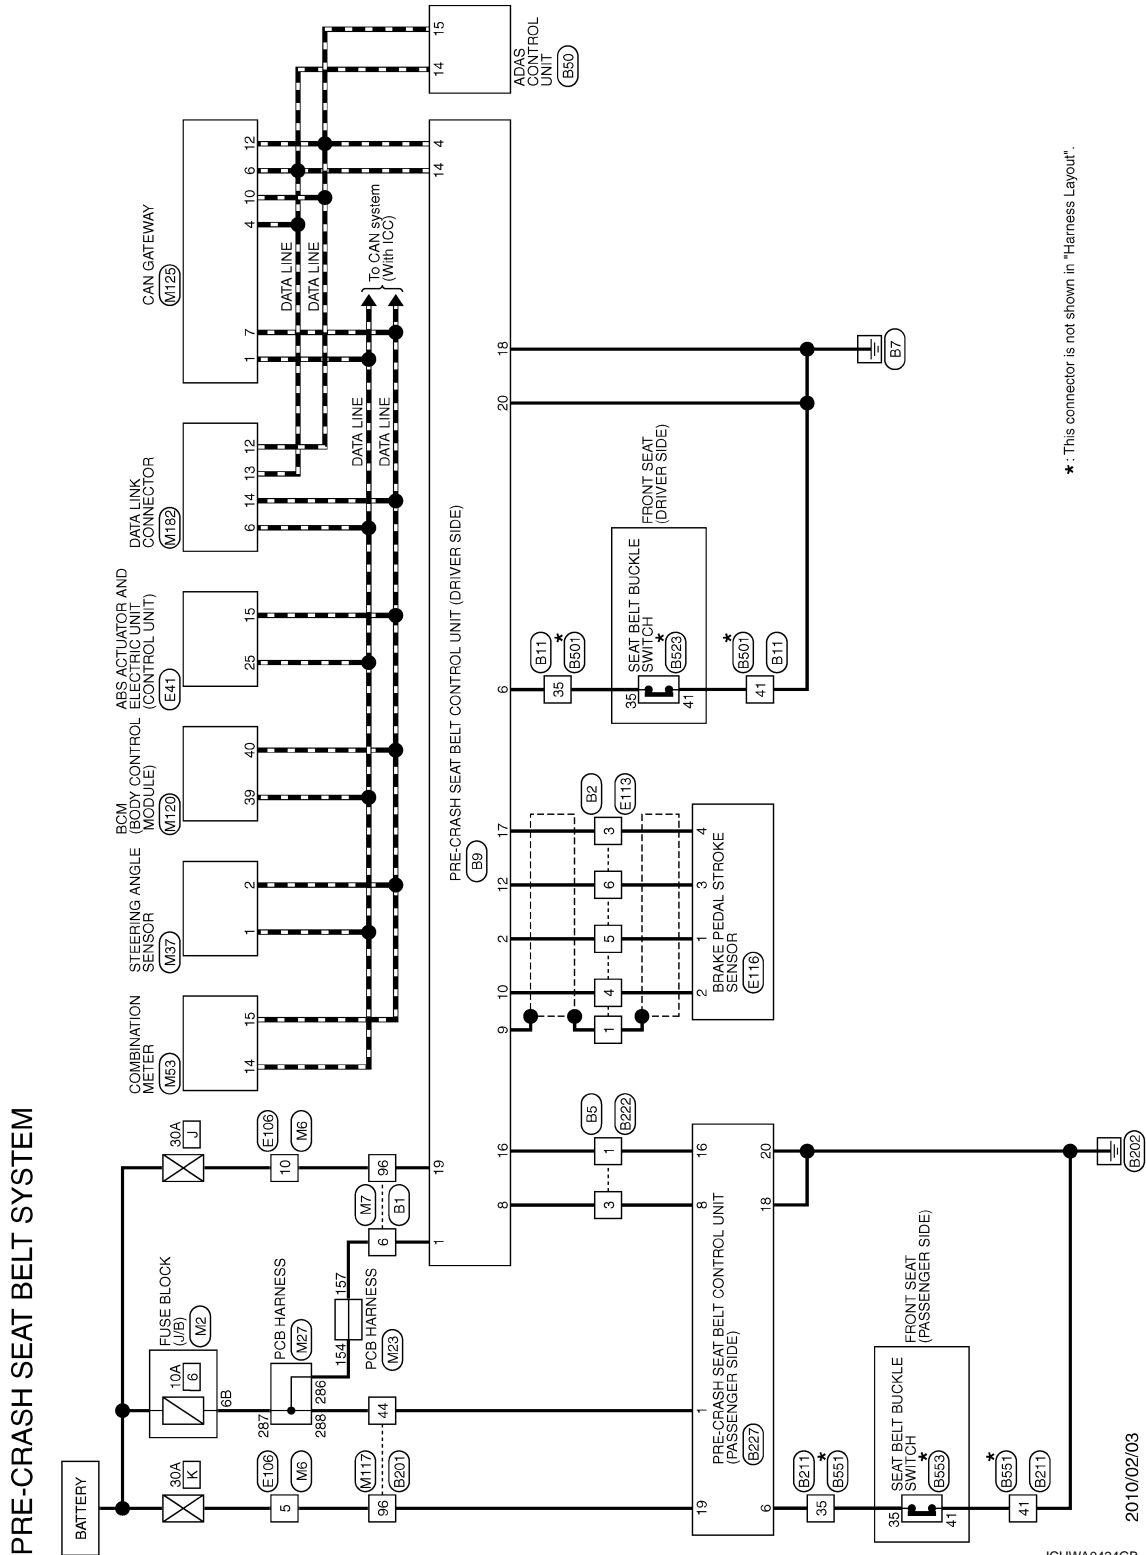 PRE-CRASH SEAT BELT SYSTEM
BATTERY
30A
K
E106
M6
5
M117
B201
96
19
FUSE BLOCK
(J/B)
M2
10A
6
6B
287
286
288
PCB HARNESS
M27
44
1
154
157
PCB HARNESS
M23
30A
J
E106
M6
10
M7
B1
96
6
19
1
COMBINATION
METER
M53
14
15
STEERING ANGLE
SENSOR
M37
1
2
BCM
(BODY CONTROL
MODULE)
M120
39
40
ABS ACTUATOR AND
ELECTRIC UNIT
(CONTROL UNIT)
E41
25
15
DATA LINK
CONNECTOR
M182
6
14
13
12
CAN GATEWAY
M125
1
7
4
10
6
12
DATA LINE
DATA LINE
DATA LINE
DATA LINE
To CAN system
(With ICC)
14
4
14
15
ADAS
CONTROL
UNIT
B50
PRE-CRASH SEAT BELT CONTROL UNIT (DRIVER SIDE)
B9
8
16
9
10
2
12
17
6
20
18
B5
B222
3
1
8
16
1
4
5
6
3
B2
E113
2
1
3
4
BRAKE PEDAL STROKE
SENSOR
E116
B11
B501
*
35
35
SEAT BELT BUCKLE
SWITCH
*
B523
41
FRONT SEAT
(DRIVER SIDE)
*
B501
B11
41
B7
PRE-CRASH SEAT BELT CONTROL UNIT
(PASSENGER SIDE)
B227
6
18
20
B211
B551
*
35
35
SEAT BELT BUCKLE
SWITCH
*
B553
41
FRONT SEAT
(PASSENGER SIDE)
*
B551
B211
41
B202
* : This connector is not shown in "Harness Layout".
2010/02/03